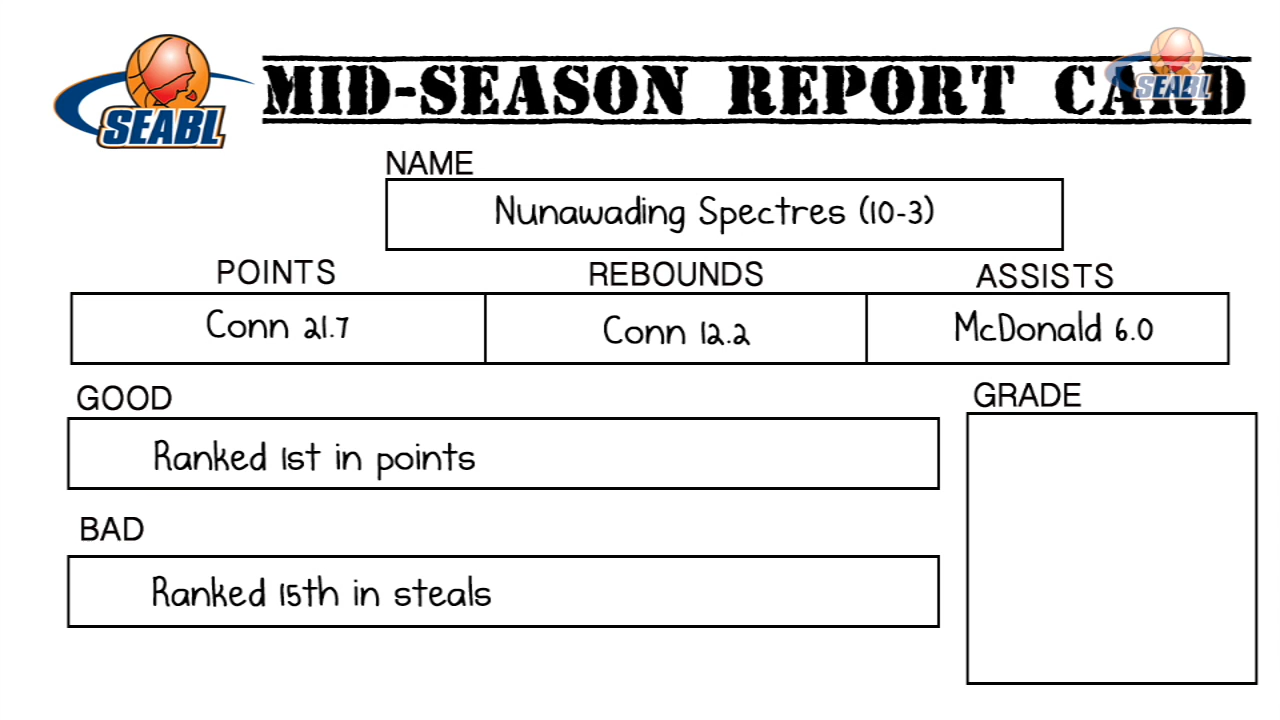 SEABL
MID-SEASON REPORT CARD
SEABL
NAME
Nunawading Spectres (10-3)
POINTS REBOUNDS ASSISTS
Conn 21.7 Conn 12.2 McDonald 6.0
GOOD
GRADE
Ranked 1st in points
BAD
Ranked 15th in steals